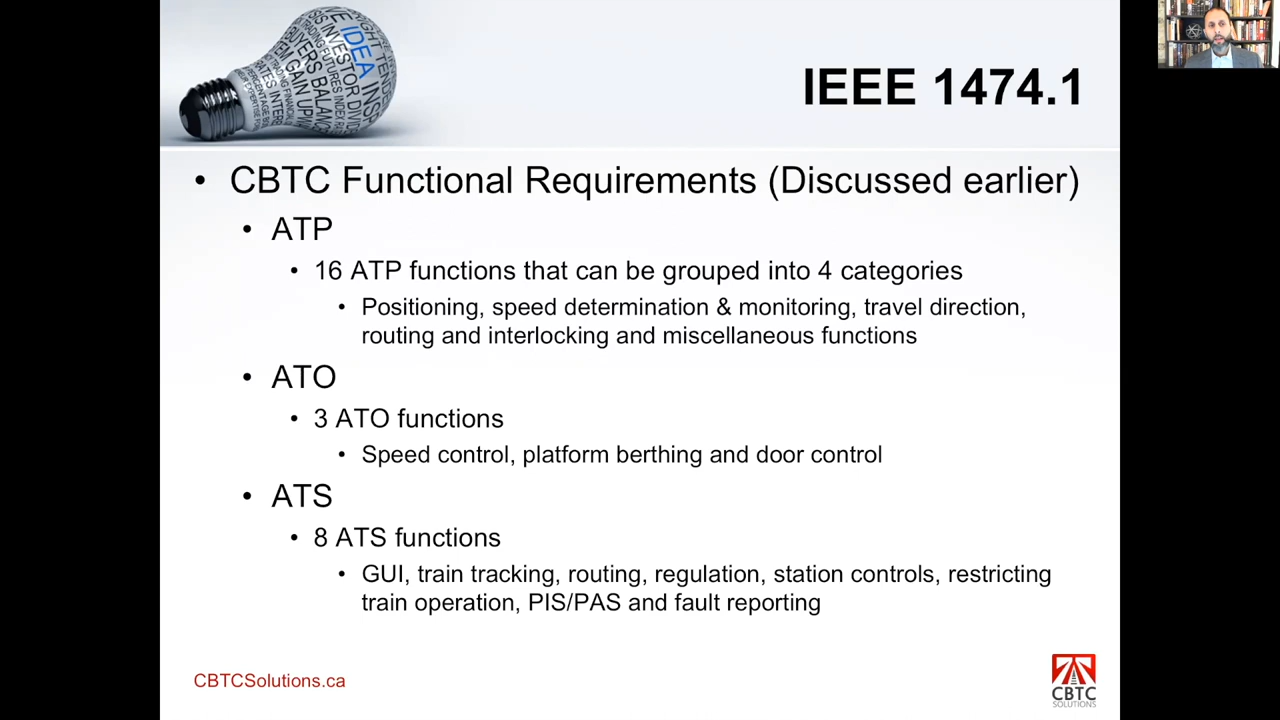 IDEA
IEEE 1474.1
• CBTC Functional Requirements (Discussed earlier)
• ATP
• 16 ATP functions that can be grouped into 4 categories
• Positioning, speed determination & monitoring, travel direction,
routing and interlocking and miscellaneous functions
• ATO
• 3 ATO functions
• Speed control, platform berthing and door control
• ATS
• 8 ATS functions
• GUI, train tracking, routing, regulation, station controls, restricting
train operation, PIS/PAS and fault reporting
CBTCSolutions.ca
CBTC
SOLUTIONS